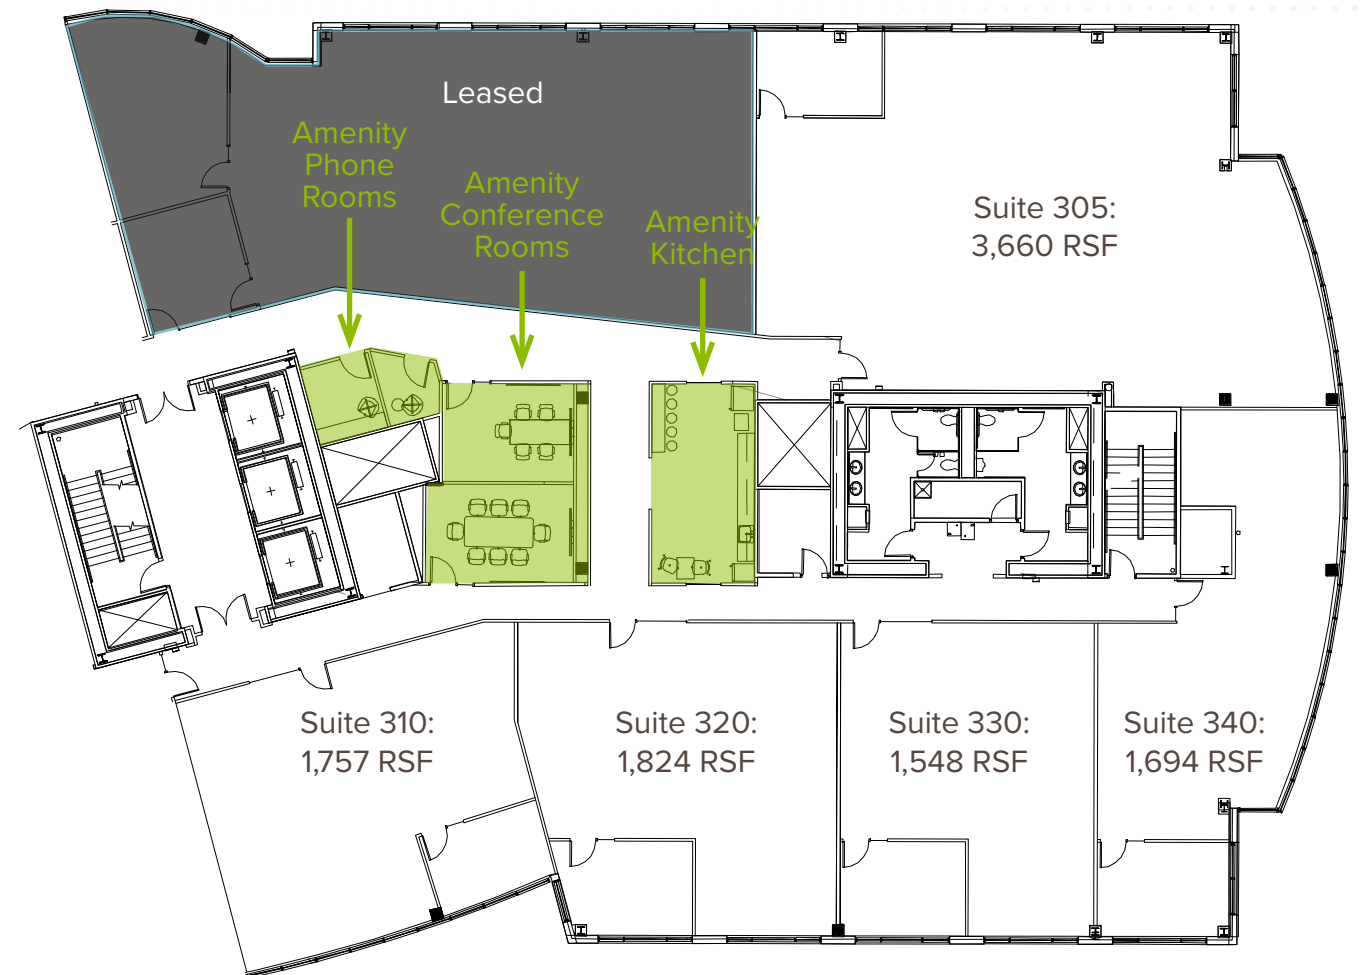 Leased
Amenity
Phone
Rooms
Amenity
Conference
Rooms
Amenity
Kitchen
Suite 305:
3,660 RSF
Suite 310:
1,757 RSF
Suite 320:
1,824 RSF
Suite 330:
1,548 RSF
Suite 340:
1,694 RSF